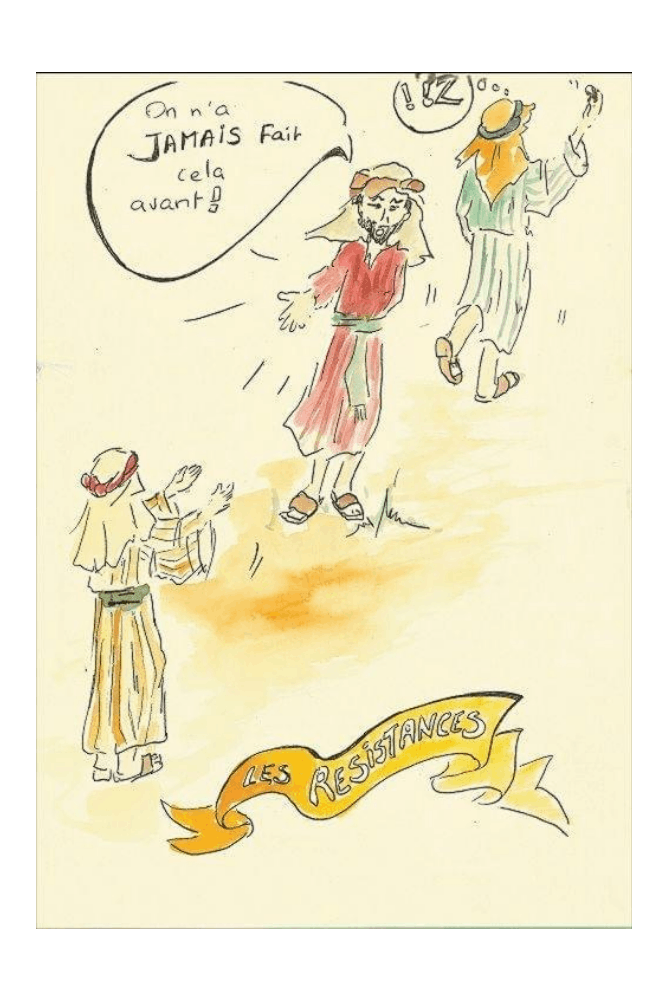 On n'a
JAMAIS Fait
cela
avant !!
LES RESISTANCES